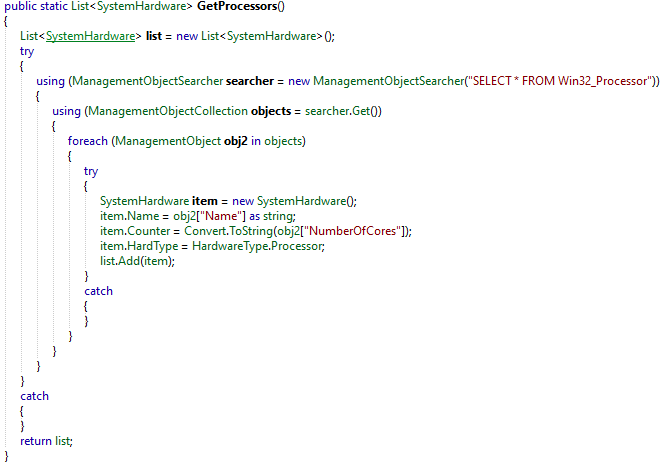 public static List<SystemHardware> GetProcessors()
{
    List<SystemHardware> list = new List<SystemHardware>();
    try
    {
        using (ManagementObjectSearcher searcher = new ManagementObjectSearcher("SELECT * FROM Win32_Processor"))
        {
            using (ManagementObjectCollection objects = searcher.Get())
            {
                foreach (ManagementObject obj2 in objects)
                {
                    try
                    {
                        SystemHardware item = new SystemHardware();
                        item.Name = obj2["Name"] as string;
                        item.Counter = Convert.ToString(obj2["NumberOfCores"]);
                        item.HardType = HardwareType.Processor;
                        list.Add(item);
                    }
                    catch
                    {
                    }
                }
            }
        }
    }
    catch
    {
    }
    return list;
}